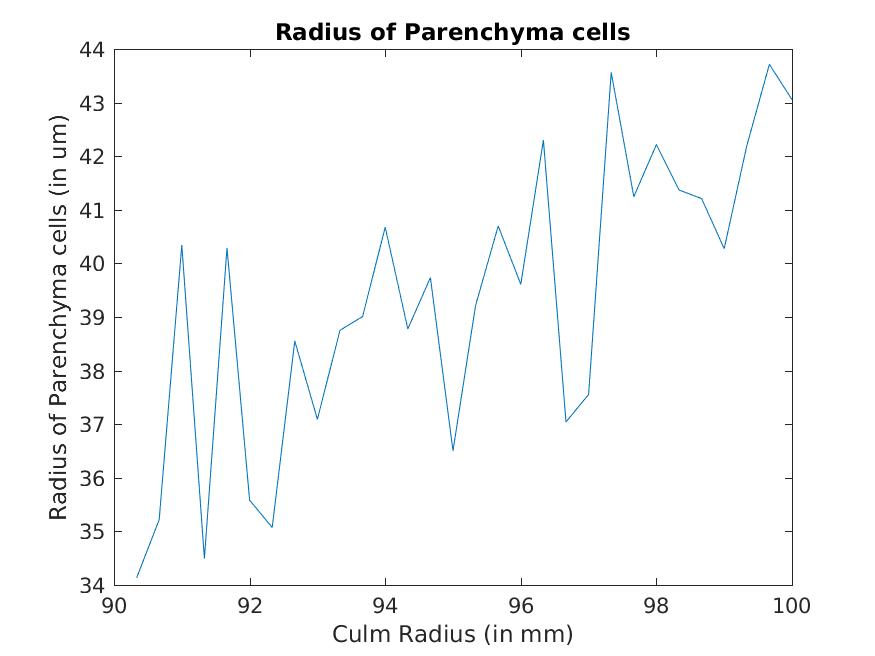 Radius of Parenchyma cells
Radius of Parenchyma cells (in um)
44
43
42
41
40
39
38
37
36
35
34
90 92 94 96 98 100
Culm Radius (in mm)